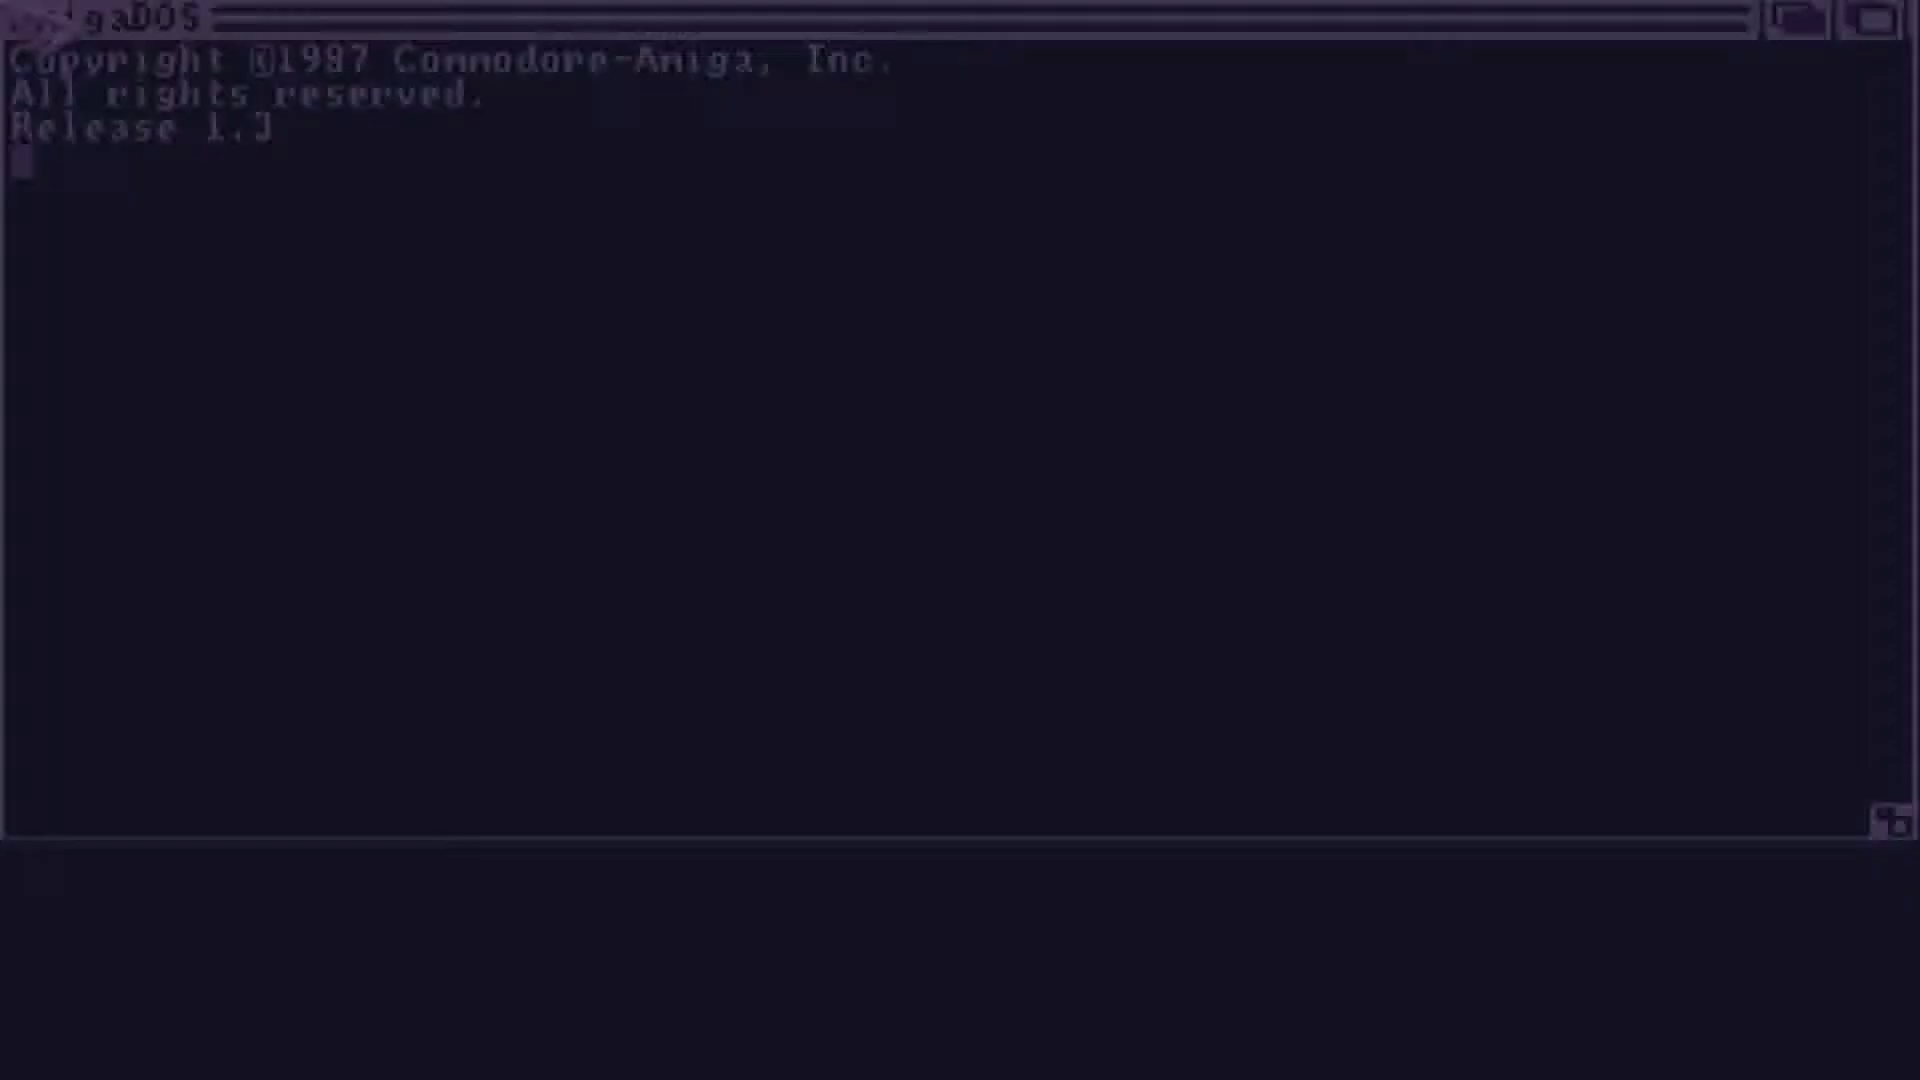 AmigaDOS
Copyright ©1987 Commodore-Amiga, Inc.
All rights reserved.
Release 1.3